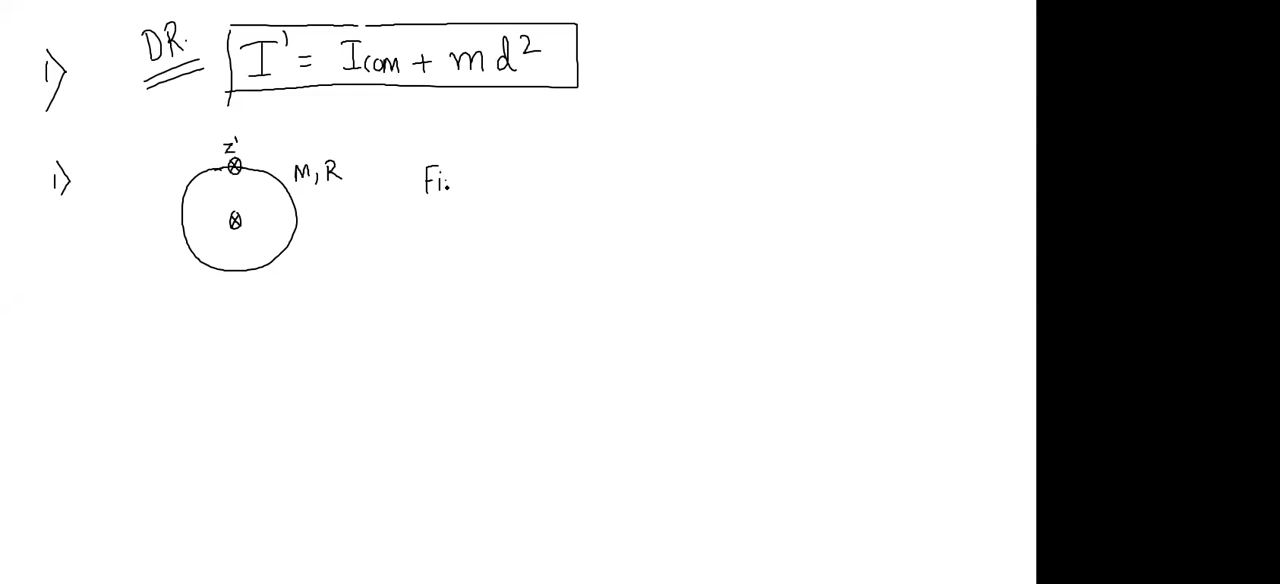 1) DR. I' = Icom + md²
z'
1) M, R Fi.